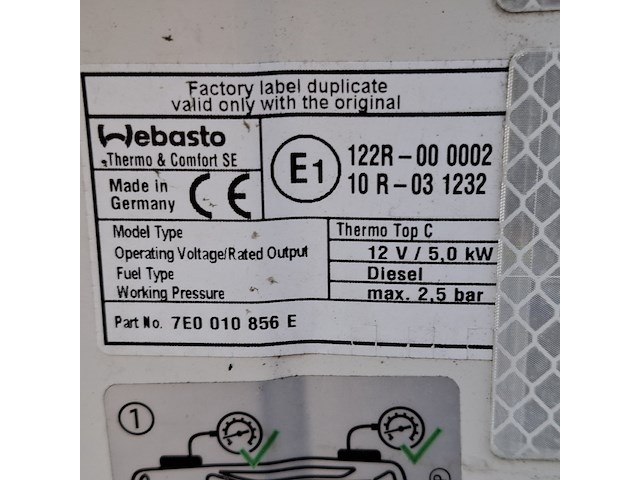 Factory label duplicate
valid only with the original
Webasto
Thermo & Comfort SE
Made in
Germany
CE
E1
122R-00 0002
10 R-03 1232
Model Type Thermo Top C
Operating Voltage/Rated Output 12 V / 5,0 kW
Fuel Type Diesel
Working Pressure max. 2,5 bar
Part No. 7E0 010 856 E
1